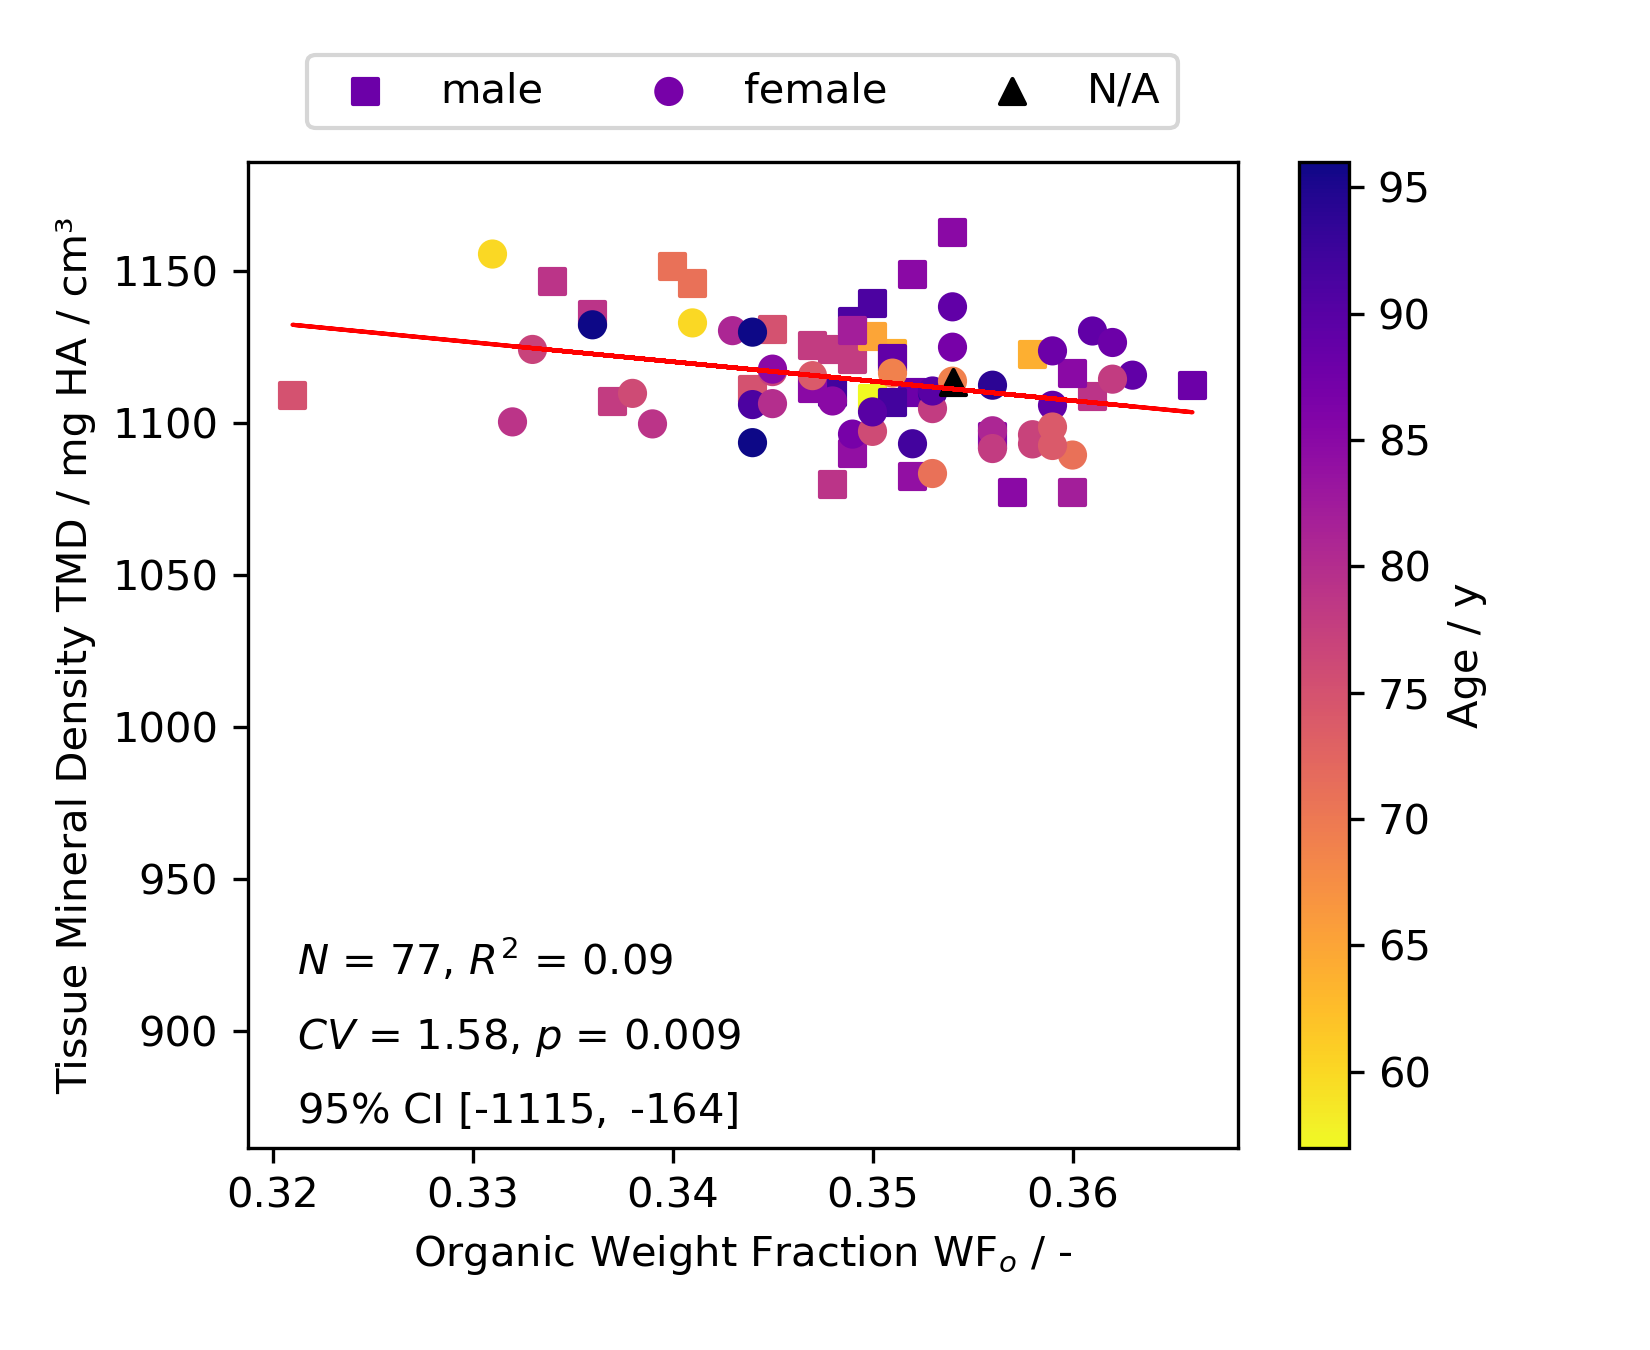 male female N/A
Tissue Mineral Density TMD / mg HA / cm³
1150
1100
1050
1000
950
900
N = 77, R² = 0.09
CV = 1.58, p = 0.009
95% CI [-1115, -164]
0.32 0.33 0.34 0.35 0.36
Organic Weight Fraction WFₒ / -
95
90
85
80
75
70
65
60
Age / y